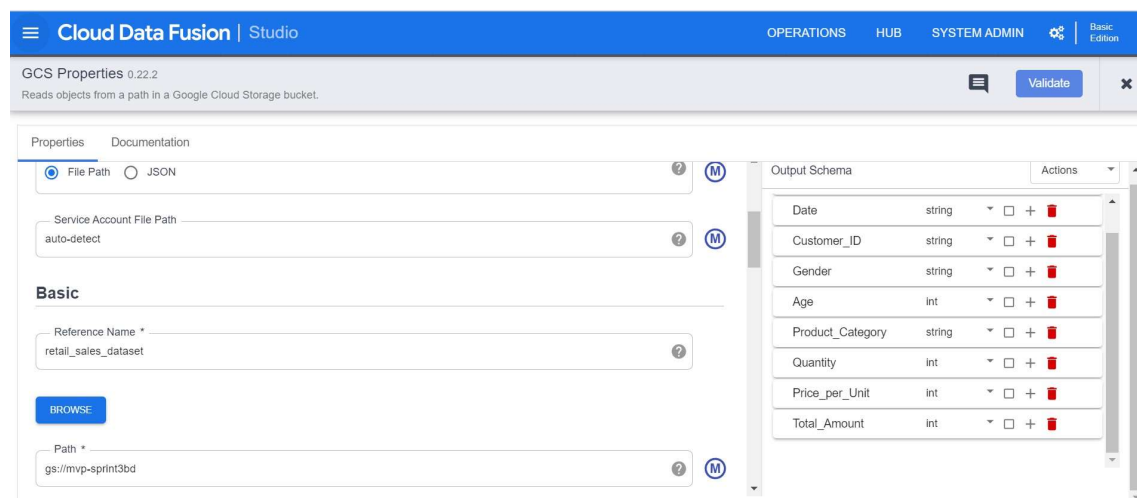 Cloud Data Fusion | Studio
OPERATIONS HUB SYSTEM ADMIN Basic Edition
GCS Properties 0.22.2
Reads objects from a path in a Google Cloud Storage bucket.
Validate
Properties Documentation
File Path JSON
Service Account File Path
auto-detect
Basic
Reference Name *
retail_sales_dataset
BROWSE
Path *
gs://mvp-sprint3bd
Output Schema Actions
Date string
Customer_ID string
Gender string
Age int
Product_Category string
Quantity int
Price_per_Unit int
Total_Amount int